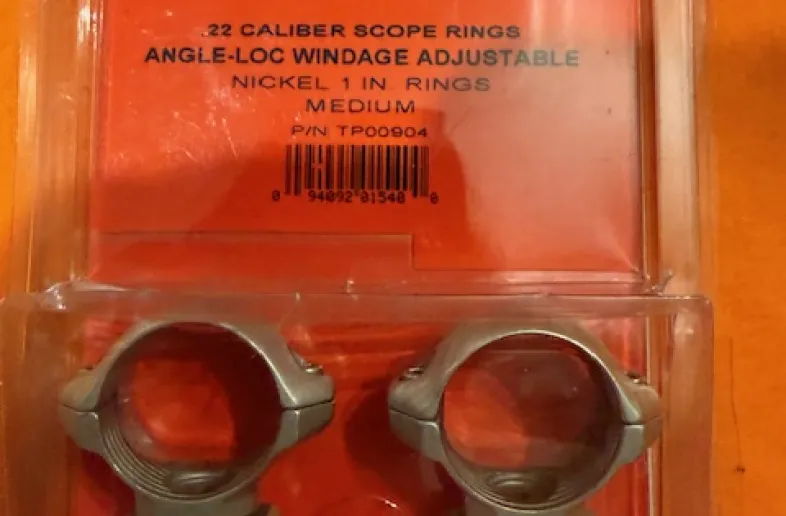 .22 CALIBER SCOPE RINGS
ANGLE-LOC WINDAGE ADJUSTABLE
NICKEL 1 IN. RINGS
MEDIUM
P/N TP00904
0 94092 01540 0